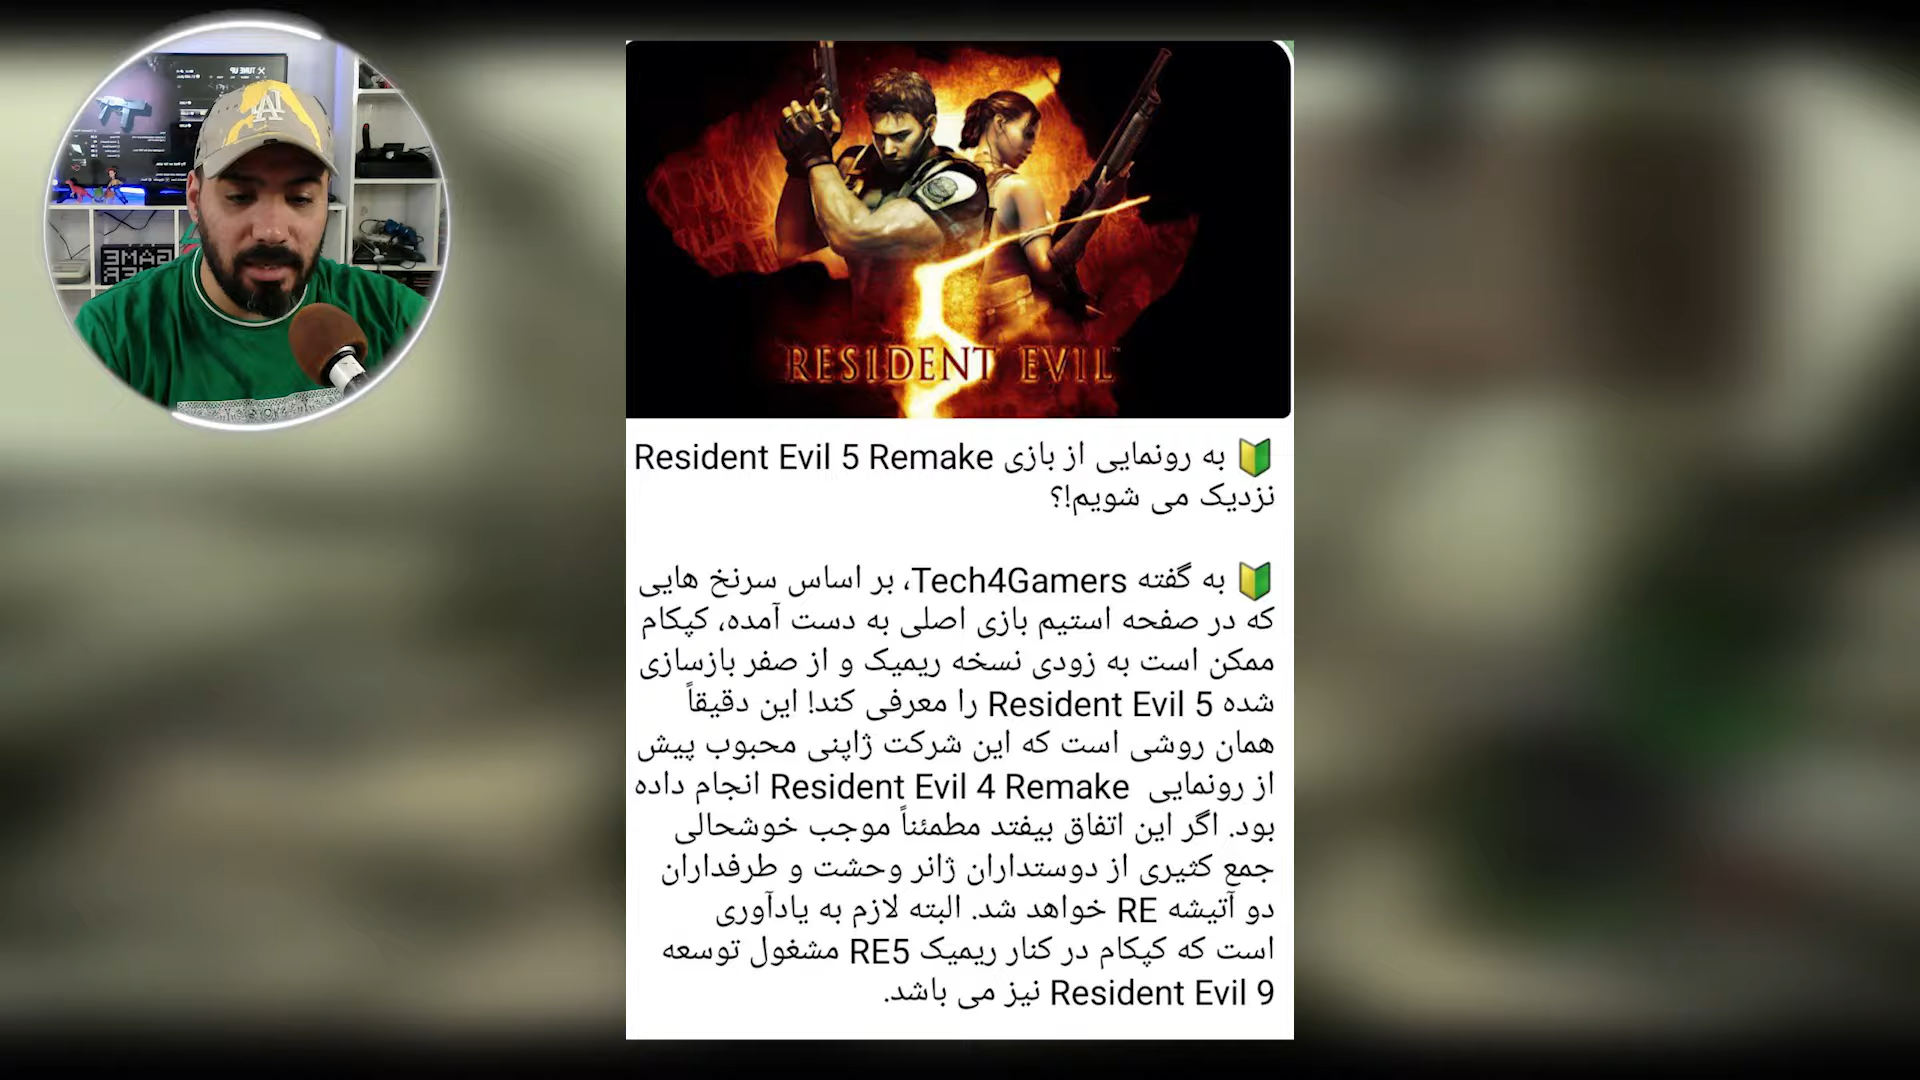 RESIDENT EVIL
5
به رونمایی از بازی Resident Evil 5 Remake
نزدیک می شویم!؟
به گفته Tech4Gamers، بر اساس سرنخ هایی
که در صفحه استیم بازی اصلی به دست آمده، کپکام
ممکن است به زودی نسخه ریمیک و از صفر بازسازی
شده Resident Evil 5 را معرفی کند! این دقیقاً
همان روشی است که این شرکت ژاپنی محبوب پیش
از رونمایی Resident Evil 4 Remake انجام داده
بود. اگر این اتفاق بیفتد مطمئناً موجب خوشحالی
جمع کثیری از دوستداران ژانر وحشت و طرفداران
دو آتیشه RE خواهد شد. البته لازم به یادآوری
است که کپکام در کنار ریمیک RE5 مشغول توسعه
Resident Evil 9 نیز می باشد.